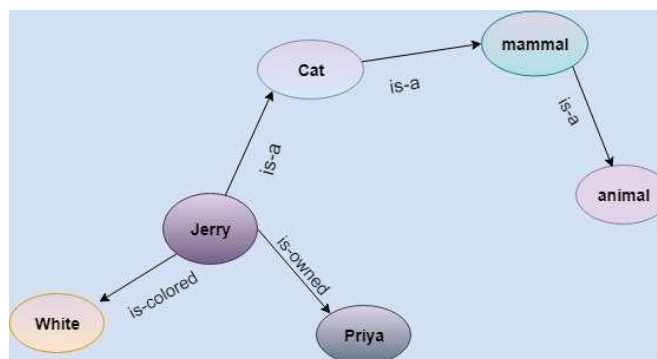 mammal
Cat
is-a
is-a
is-a
animal
Jerry
is-owned
is-colored
White
Priya